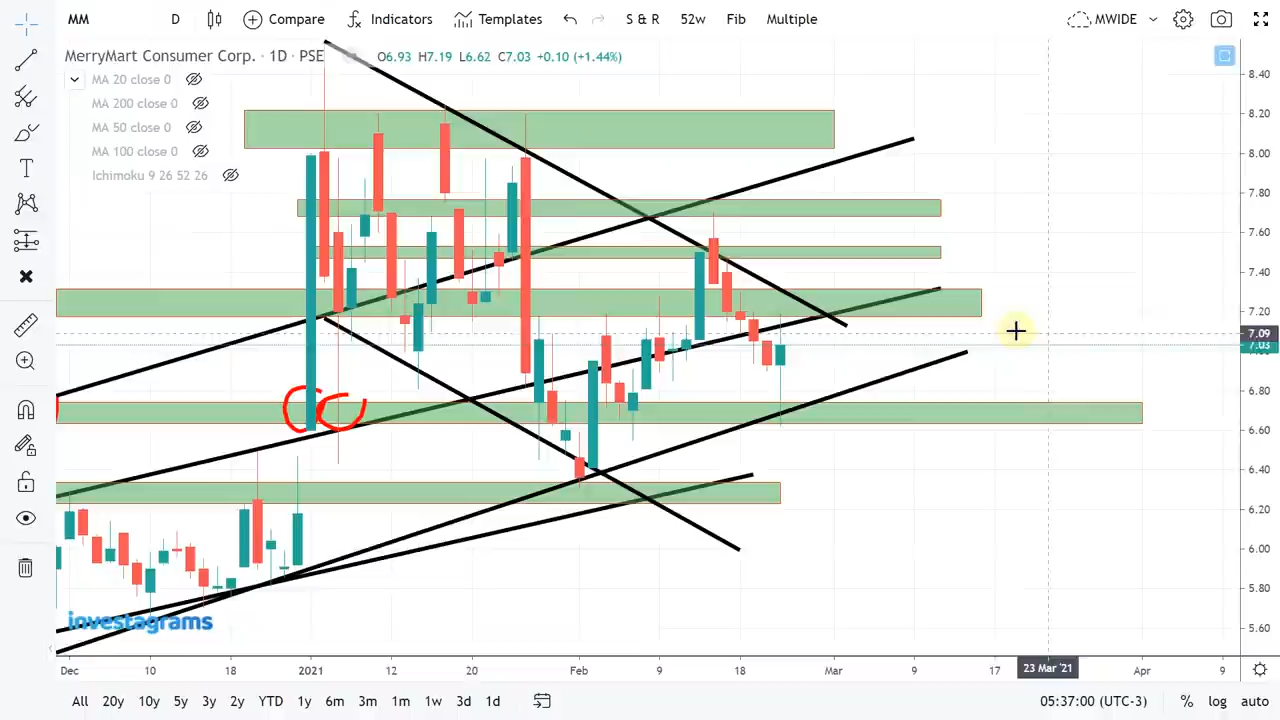 MM D Compare Indicators Templates S & R 52w Fib Multiple MWIDE
MerryMart Consumer Corp. · 1D · PSE O6.93 H7.19 L6.62 C7.03 +0.10 (+1.44%)
MA 20 close 0
MA 200 close 0
MA 50 close 0
MA 100 close 0
Ichimoku 9 26 52 26
8.40
8.20
8.00
7.80
7.60
7.40
7.20
7.09
7.03
6.80
6.60
6.40
6.20
6.00
5.80
5.60
investagrams
Dec 10 18 2021 12 20 Feb 9 18 Mar 9 17 23 Mar '21 Apr 9
All 20y 10y 5y 3y 2y YTD 1y 6m 3m 1m 1w 3d 1d 05:37:00 (UTC-3) % log auto